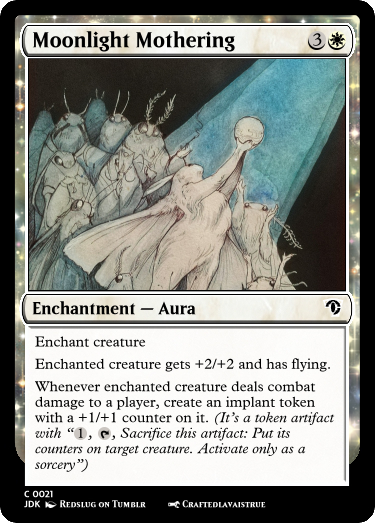 Moonlight Mothering 3
Enchantment — Aura
Enchant creature
Enchanted creature gets +2/+2 and has flying.
Whenever enchanted creature deals combat
damage to a player, create an implant token
with a +1/+1 counter on it. (It's a token artifact
with “1, , Sacrifice this artifact: Put its
counters on target creature. Activate only as a
sorcery”)
C 0021
JDK Redslug on Tumblr Craftedlavaistrue